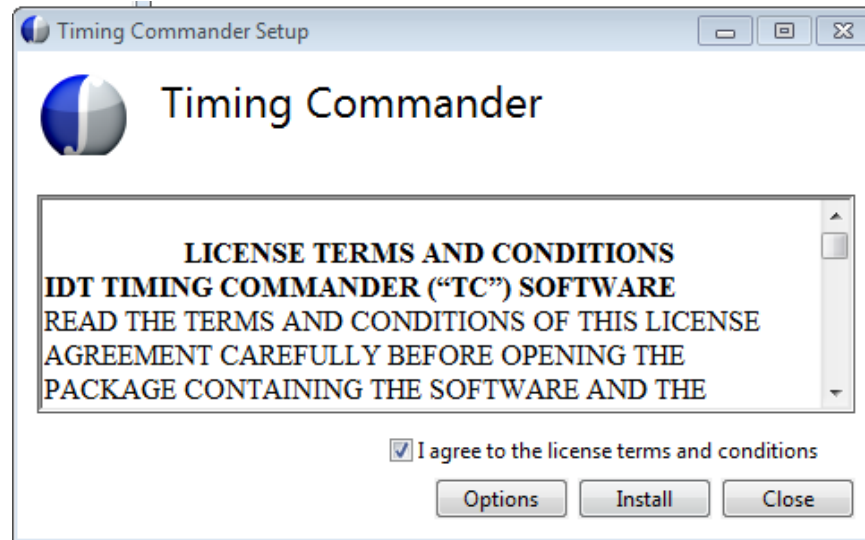 Timing Commander Setup
Timing Commander
LICENSE TERMS AND CONDITIONS
IDT TIMING COMMANDER (“TC”) SOFTWARE
READ THE TERMS AND CONDITIONS OF THIS LICENSE
AGREEMENT CAREFULLY BEFORE OPENING THE
PACKAGE CONTAINING THE SOFTWARE AND THE
I agree to the license terms and conditions
Options Install Close